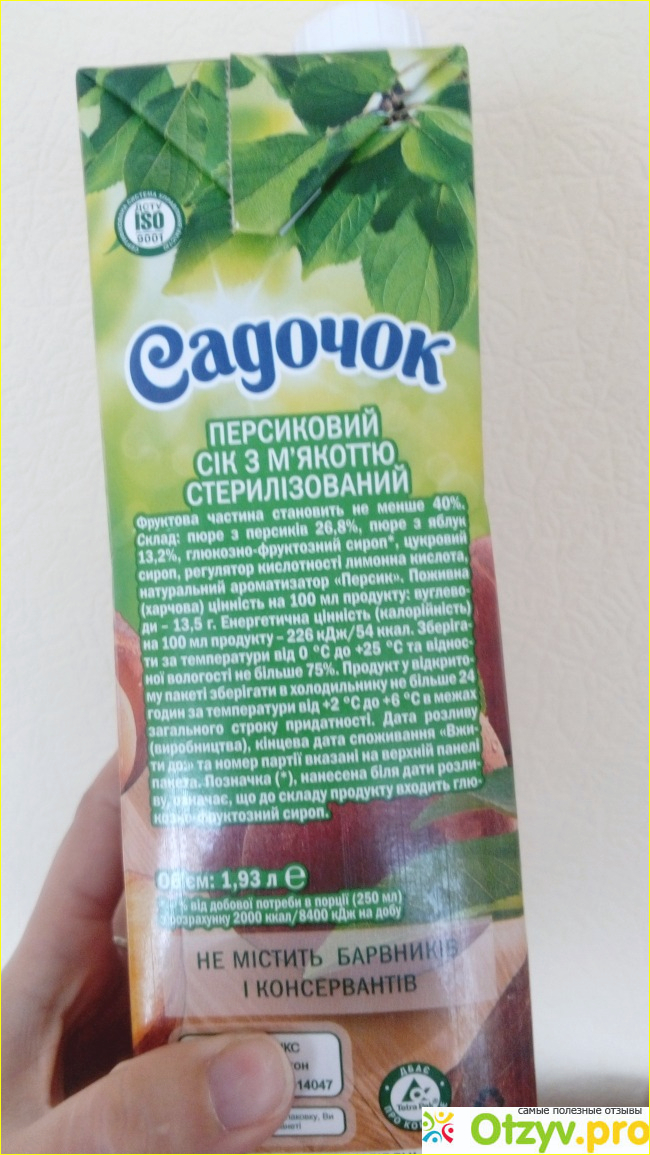 ДСТУ
ISO
9001
Садочок
ПЕРСИКОВИЙ
СІК З М'ЯКОТТЮ
СТЕРИЛІЗОВАНИЙ
Фруктова частина становить не менше 40%.
Склад: пюре з персиків 26,8%, пюре з яблук
13,2%, глюкозно-фруктозний сироп*, цукровий
сироп, регулятор кислотності лимонна кислота,
натуральний ароматизатор «Персик». Поживна
(харчова) цінність на 100 мл продукту: вуглево-
ди – 13,5 г. Енергетична цінність (калорійність)
на 100 мл продукту – 226 кДж/54 ккал. Зберіга-
ти за температури від 0 °С до +25 °С та віднос-
ної вологості не більше 75%. Продукт у відкрито-
му пакеті зберігати в холодильнику не більше 24
годин за температури від +2 °С до +6 °С в межах
загального строку придатності. Дата розливу
(виробництва), кінцева дата споживання «Вжи-
ти до:» та номер партії вказані на верхній панелі
пакета. Позначка (*), нанесена біля дати розли-
ву, означає, що до складу продукту входить глю-
козно-фруктозний сироп.
Об'єм: 1,93 л ℮
% від добової потреби в порції (250 мл)
з розрахунку 2000 ккал/8400 кДж на добу
НЕ МІСТИТЬ БАРВНИКІВ
І КОНСЕРВАНТІВ
14047
ДБАЄ
Tetra Pak
ПРО
самые полезные отзывы
Otzyv.pro